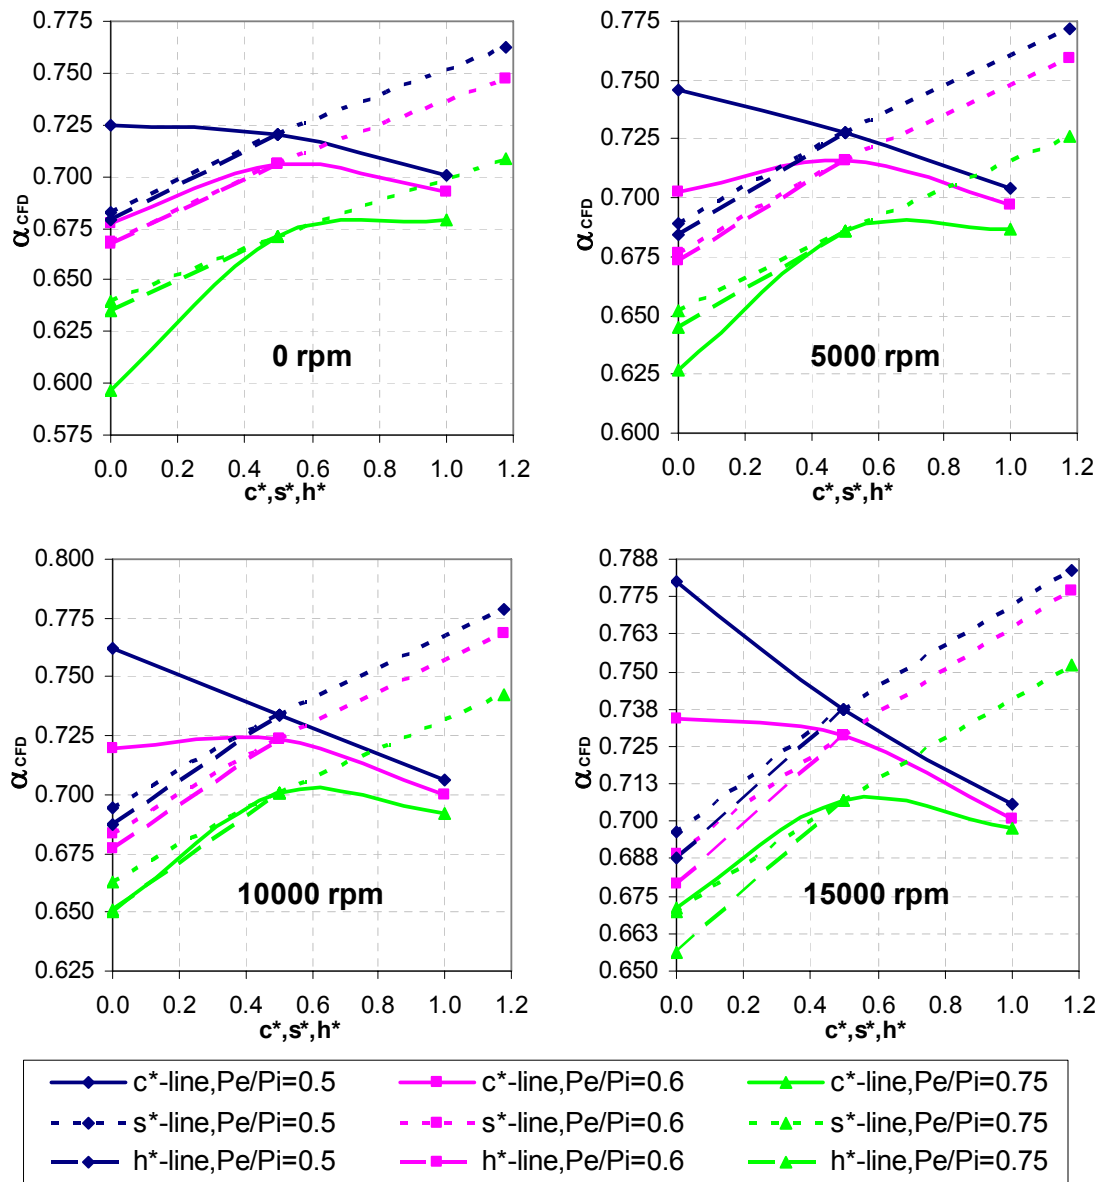 0.775
0.750
0.725
0.700
0.675
0.650
0.625
0.600
0.575
αCFD
0 rpm
0.0 0.2 0.4 0.6 0.8 1.0 1.2
c*,s*,h*
0.775
0.750
0.725
0.700
0.675
0.650
0.625
0.600
αCFD
5000 rpm
0.0 0.2 0.4 0.6 0.8 1.0 1.2
c*,s*,h*
0.800
0.775
0.750
0.725
0.700
0.675
0.650
0.625
αCFD
10000 rpm
0.0 0.2 0.4 0.6 0.8 1.0 1.2
c*,s*,h*
0.788
0.775
0.763
0.750
0.738
0.725
0.713
0.700
0.688
0.675
0.663
0.650
αCFD
15000 rpm
0.0 0.2 0.4 0.6 0.8 1.0 1.2
c*,s*,h*
c*-line,Pe/Pi=0.5 c*-line,Pe/Pi=0.6 c*-line,Pe/Pi=0.75
s*-line,Pe/Pi=0.5 s*-line,Pe/Pi=0.6 s*-line,Pe/Pi=0.75
h*-line,Pe/Pi=0.5 h*-line,Pe/Pi=0.6 h*-line,Pe/Pi=0.75